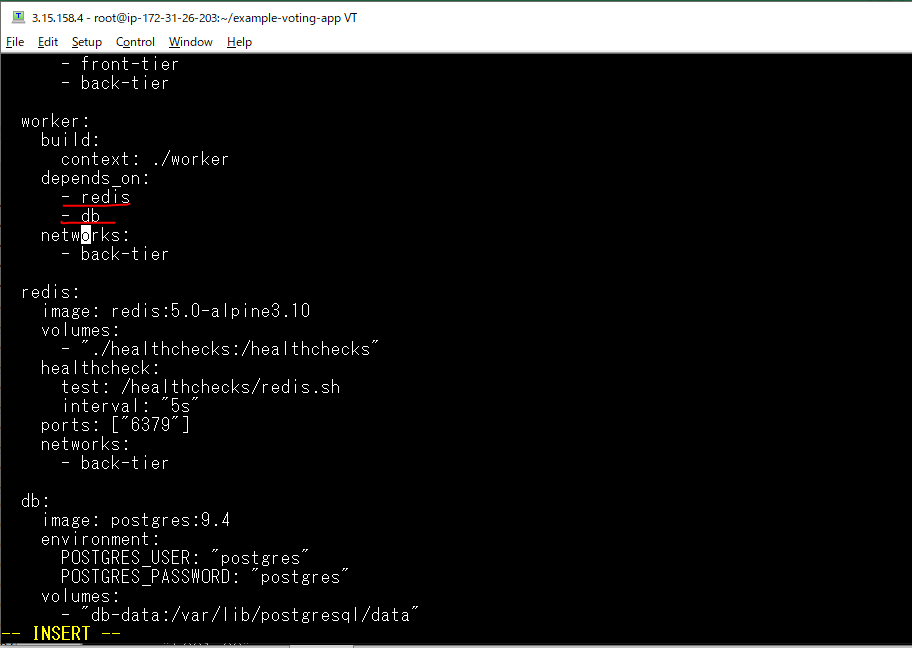 3.15.158.4 - root@ip-172-31-26-203:~/example-voting-app VT
File Edit Setup Control Window Help
      - front-tier
      - back-tier

  worker:
    build:
      context: ./worker
    depends_on:
      - redis
      - db
    networks:
      - back-tier

  redis:
    image: redis:5.0-alpine3.10
    volumes:
      - "./healthchecks:/healthchecks"
    healthcheck:
      test: /healthchecks/redis.sh
      interval: "5s"
    ports: ["6379"]
    networks:
      - back-tier

  db:
    image: postgres:9.4
    environment:
      POSTGRES_USER: "postgres"
      POSTGRES_PASSWORD: "postgres"
    volumes:
      - "db-data:/var/lib/postgresql/data"
-- INSERT --